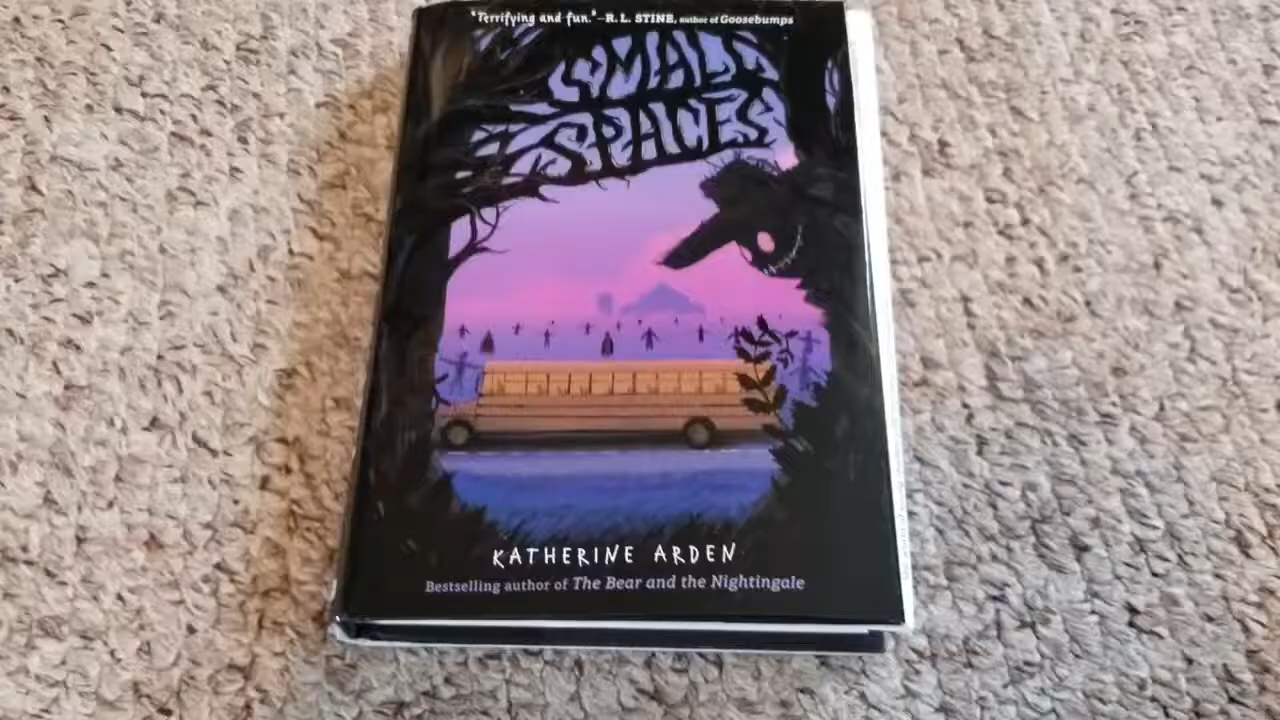 "Terrifying and fun."—R. L. STINE, author of Goosebumps
SMALL
SPACES
KATHERINE ARDEN
Bestselling author of The Bear and the Nightingale